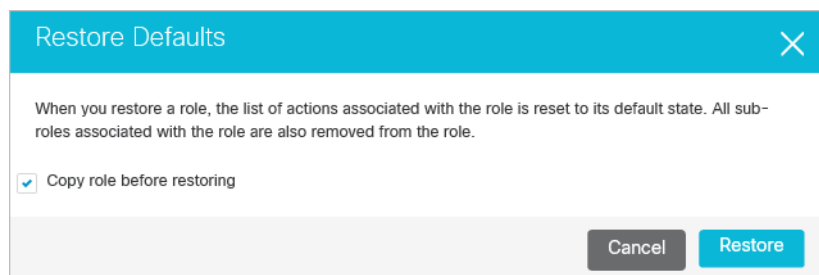 Restore Defaults
When you restore a role, the list of actions associated with the role is reset to its default state. All sub-
roles associated with the role are also removed from the role.
Copy role before restoring
Cancel
Restore